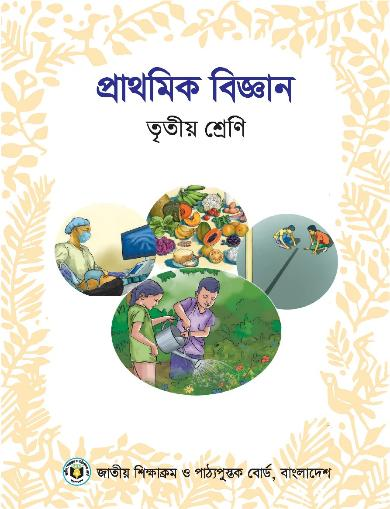 প্রাথমিক বিজ্ঞান
তৃতীয় শ্রেণি
জাতীয় শিক্ষাক্রম ও পাঠ্যপুস্তক বোর্ড, বাংলাদেশ